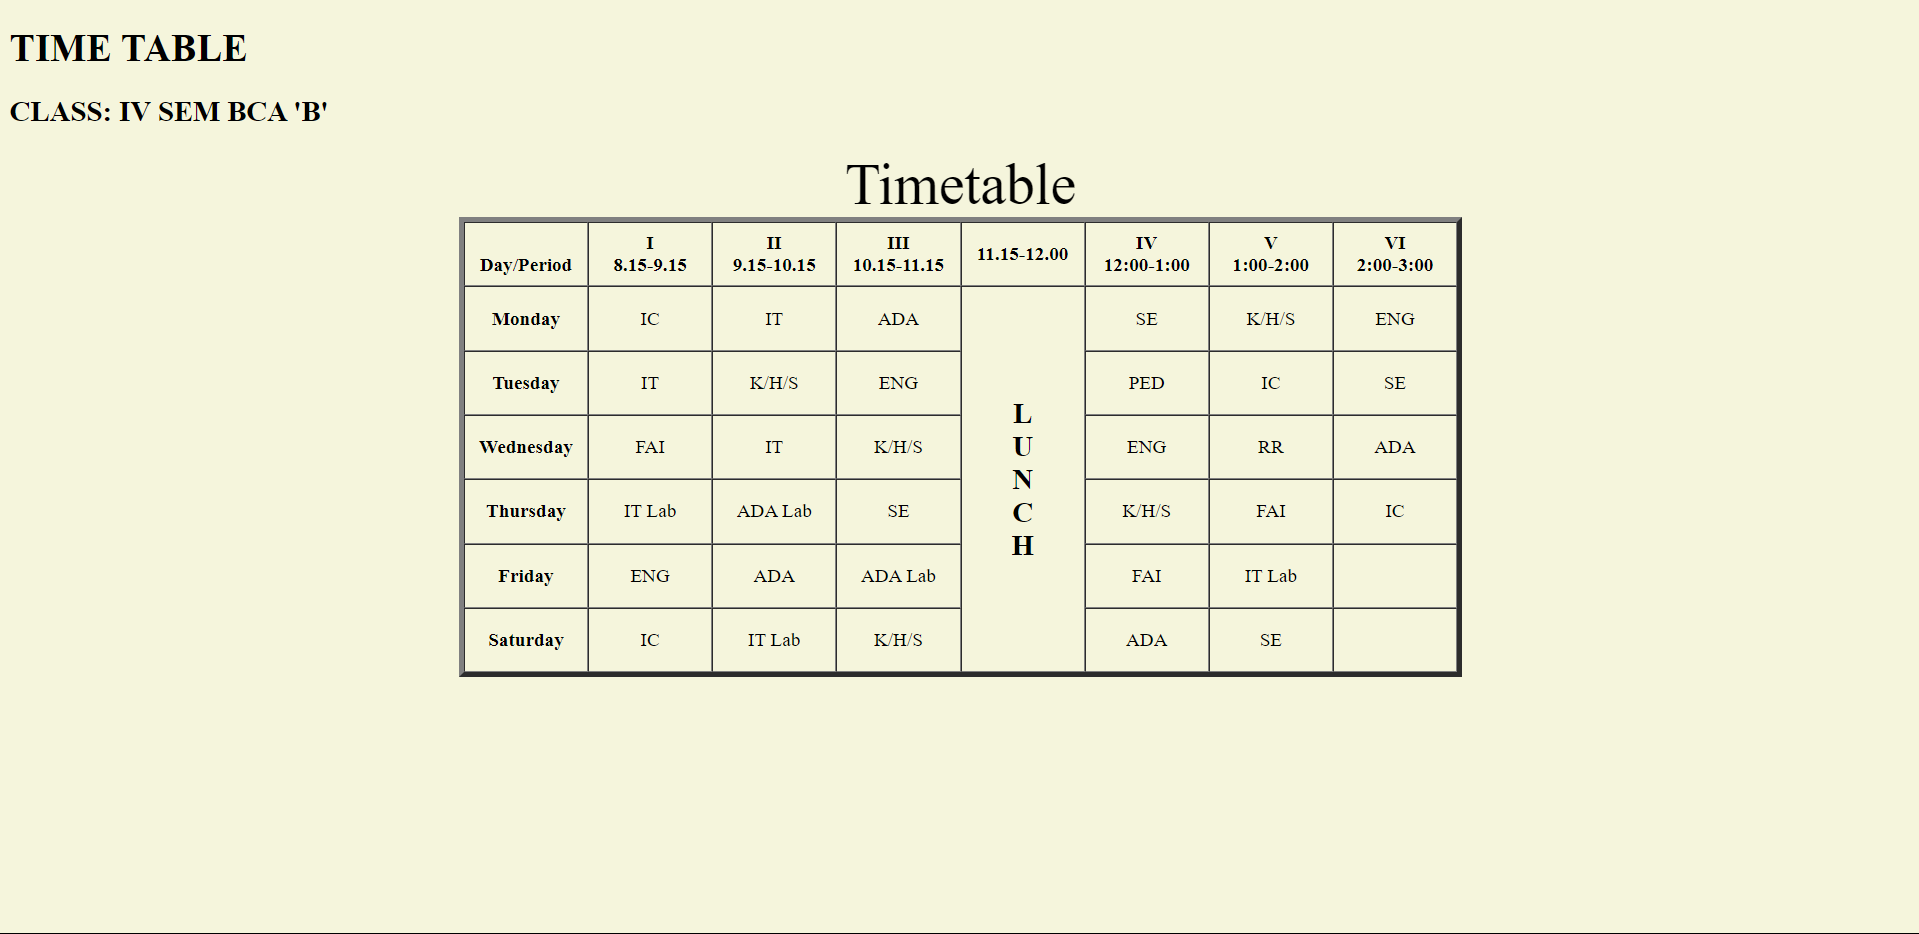 TIME TABLE
CLASS: IV SEM BCA 'B'
Timetable
Day/Period I 8.15-9.15 II 9.15-10.15 III 10.15-11.15 11.15-12.00 IV 12:00-1:00 V 1:00-2:00 VI 2:00-3:00
Monday IC IT ADA SE K/H/S ENG
Tuesday IT K/H/S ENG PED IC SE
Wednesday FAI IT K/H/S ENG RR ADA
Thursday IT Lab ADA Lab SE K/H/S FAI IC
Friday ENG ADA ADA Lab FAI IT Lab
Saturday IC IT Lab K/H/S ADA SE
L
U
N
C
H